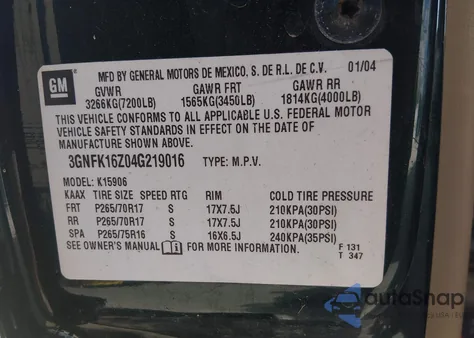 GM
MFD BY GENERAL MOTORS DE MEXICO, S. DE R.L. DE C.V. 01/04
GVWR GAWR FRT GAWR RR
3266KG(7200LB) 1565KG(3450LB) 1814KG(4000LB)
THIS VEHICLE CONFORMS TO ALL APPLICABLE U.S. FEDERAL MOTOR
VEHICLE SAFETY STANDARDS IN EFFECT ON THE DATE OF
MANUFACTURE SHOWN ABOVE.
3GNFK16Z04G219016 TYPE: M.P.V.
MODEL: K15906
KAAX TIRE SIZE SPEED RTG RIM COLD TIRE PRESSURE
FRT P265/70R17 S 17X7.5J 210KPA(30PSI)
RR P265/70R17 S 17X7.5J 210KPA(30PSI)
SPA P265/75R16 S 16X6.5J 240KPA(35PSI)
SEE OWNER'S MANUAL FOR MORE INFORMATION.
F 131
T 347
autoSnap